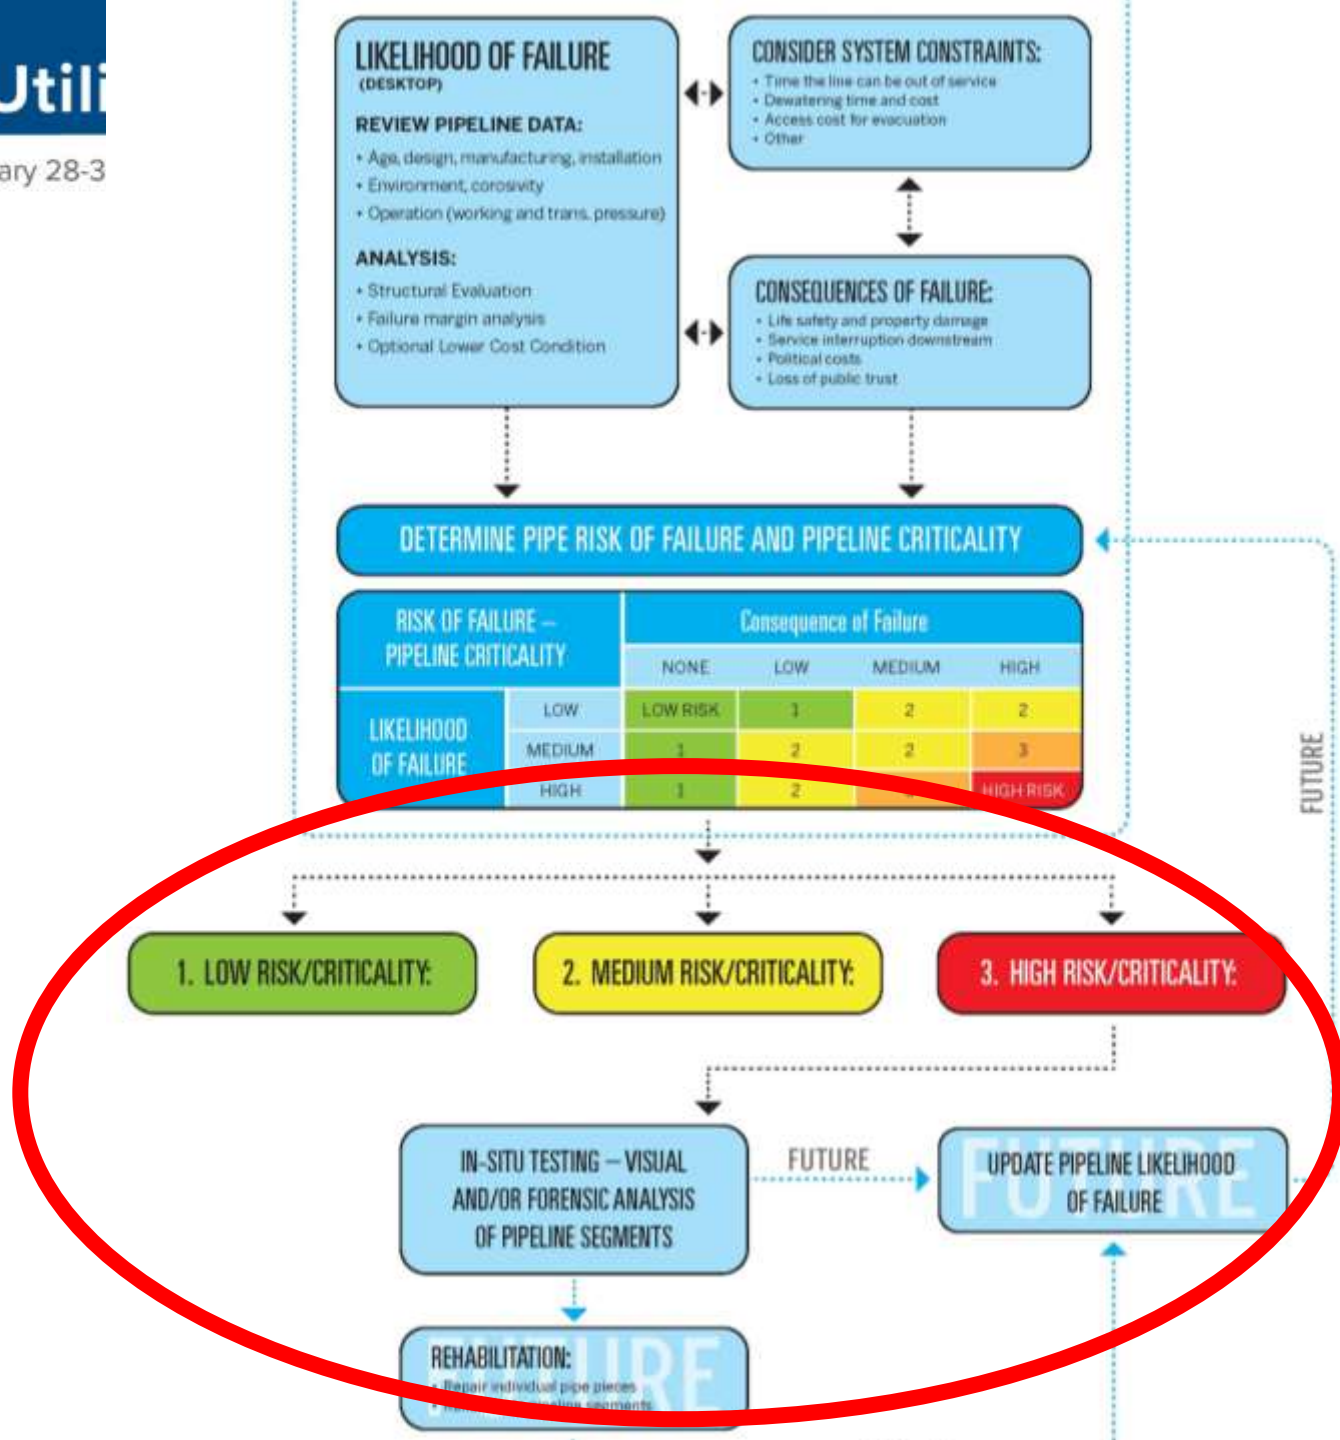 Utili
ary 28-3
LIKELIHOOD OF FAILURE
(DESKTOP)
REVIEW PIPELINE DATA:
• Age, design, manufacturing, installation
• Environment, corosivity
• Operation (working and trans. pressure)
ANALYSIS:
• Structural Evaluation
• Failure margin analysis
• Optional Lower Cost Condition
CONSIDER SYSTEM CONSTRAINTS:
• Time the line can be out of service
• Dewatering time and cost
• Access cost for evacuation
• Other
CONSEQUENCES OF FAILURE:
• Life safety and property damage
• Service interruption downstream
• Political costs
• Loss of public trust
DETERMINE PIPE RISK OF FAILURE AND PIPELINE CRITICALITY
RISK OF FAILURE –
PIPELINE CRITICALITY
Consequence of Failure
NONE LOW MEDIUM HIGH
LIKELIHOOD
OF FAILURE
LOW LOW RISK 1 2 2
MEDIUM 1 2 2 3
HIGH 1 2 HIGH RISK
FUTURE
1. LOW RISK/CRITICALITY:
2. MEDIUM RISK/CRITICALITY:
3. HIGH RISK/CRITICALITY:
IN-SITU TESTING – VISUAL
AND/OR FORENSIC ANALYSIS
OF PIPELINE SEGMENTS
FUTURE
FUTURE
UPDATE PIPELINE LIKELIHOOD
OF FAILURE
FUTURE
REHABILITATION:
• Repair individual pipe pieces
segments